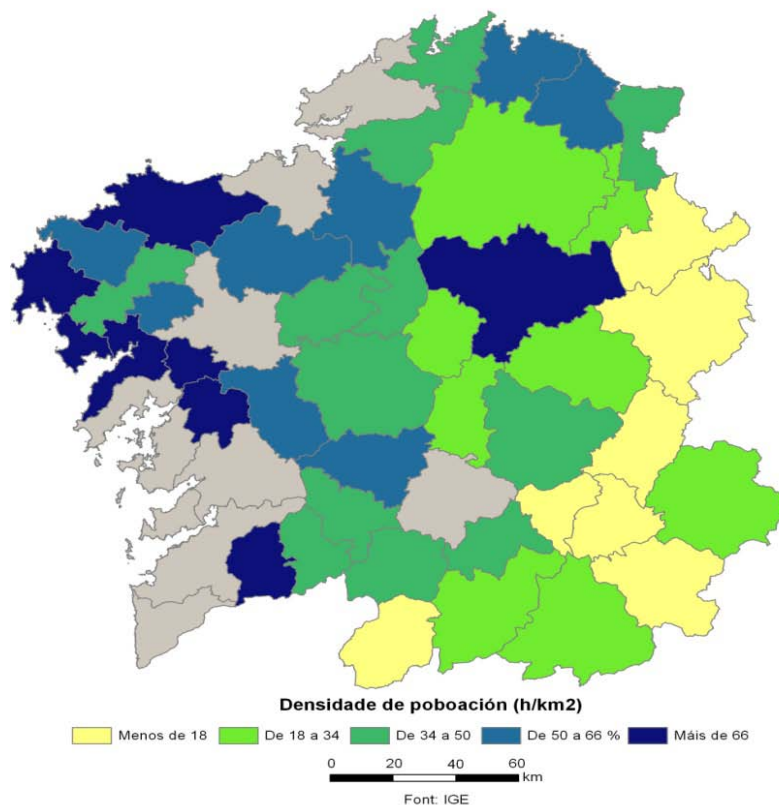 Densidade de poboación (h/km2)
Menos de 18 De 18 a 34 De 34 a 50 De 50 a 66 % Máis de 66
0 20 40 60
km
Font: IGE